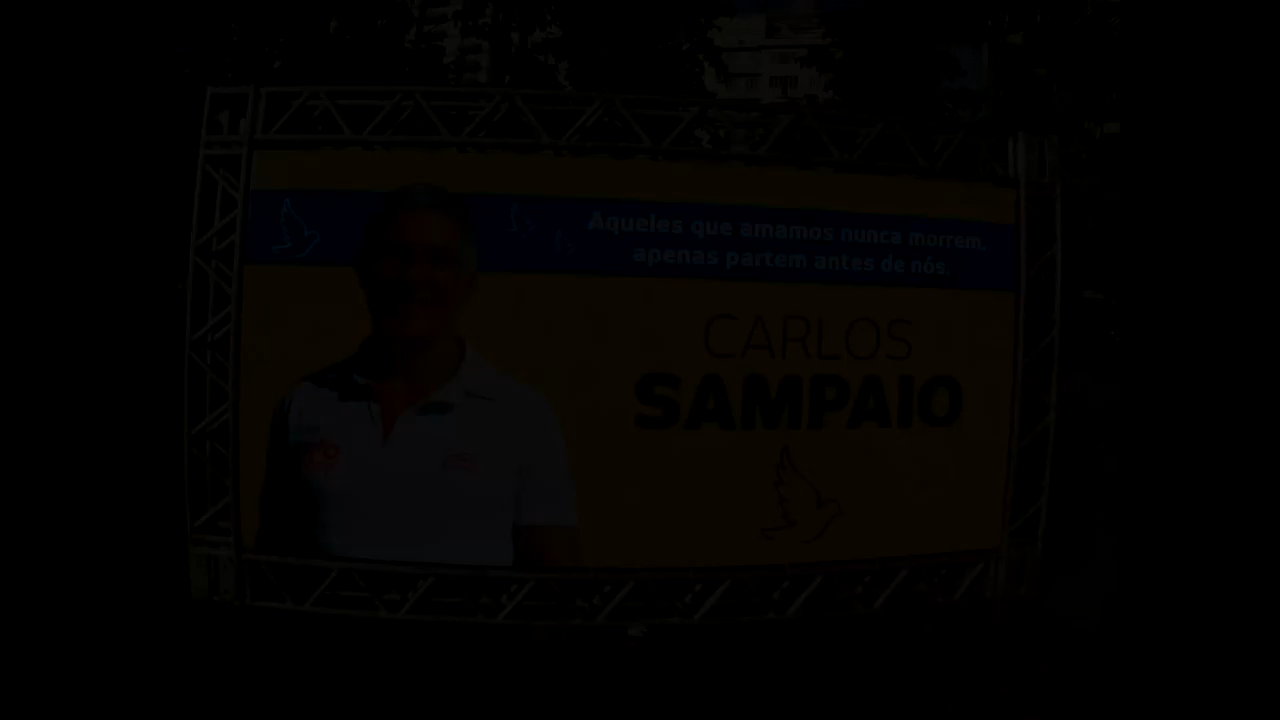 Aqueles que amamos nunca morrem,
apenas partem antes de nós.
CARLOS
SAMPAIO